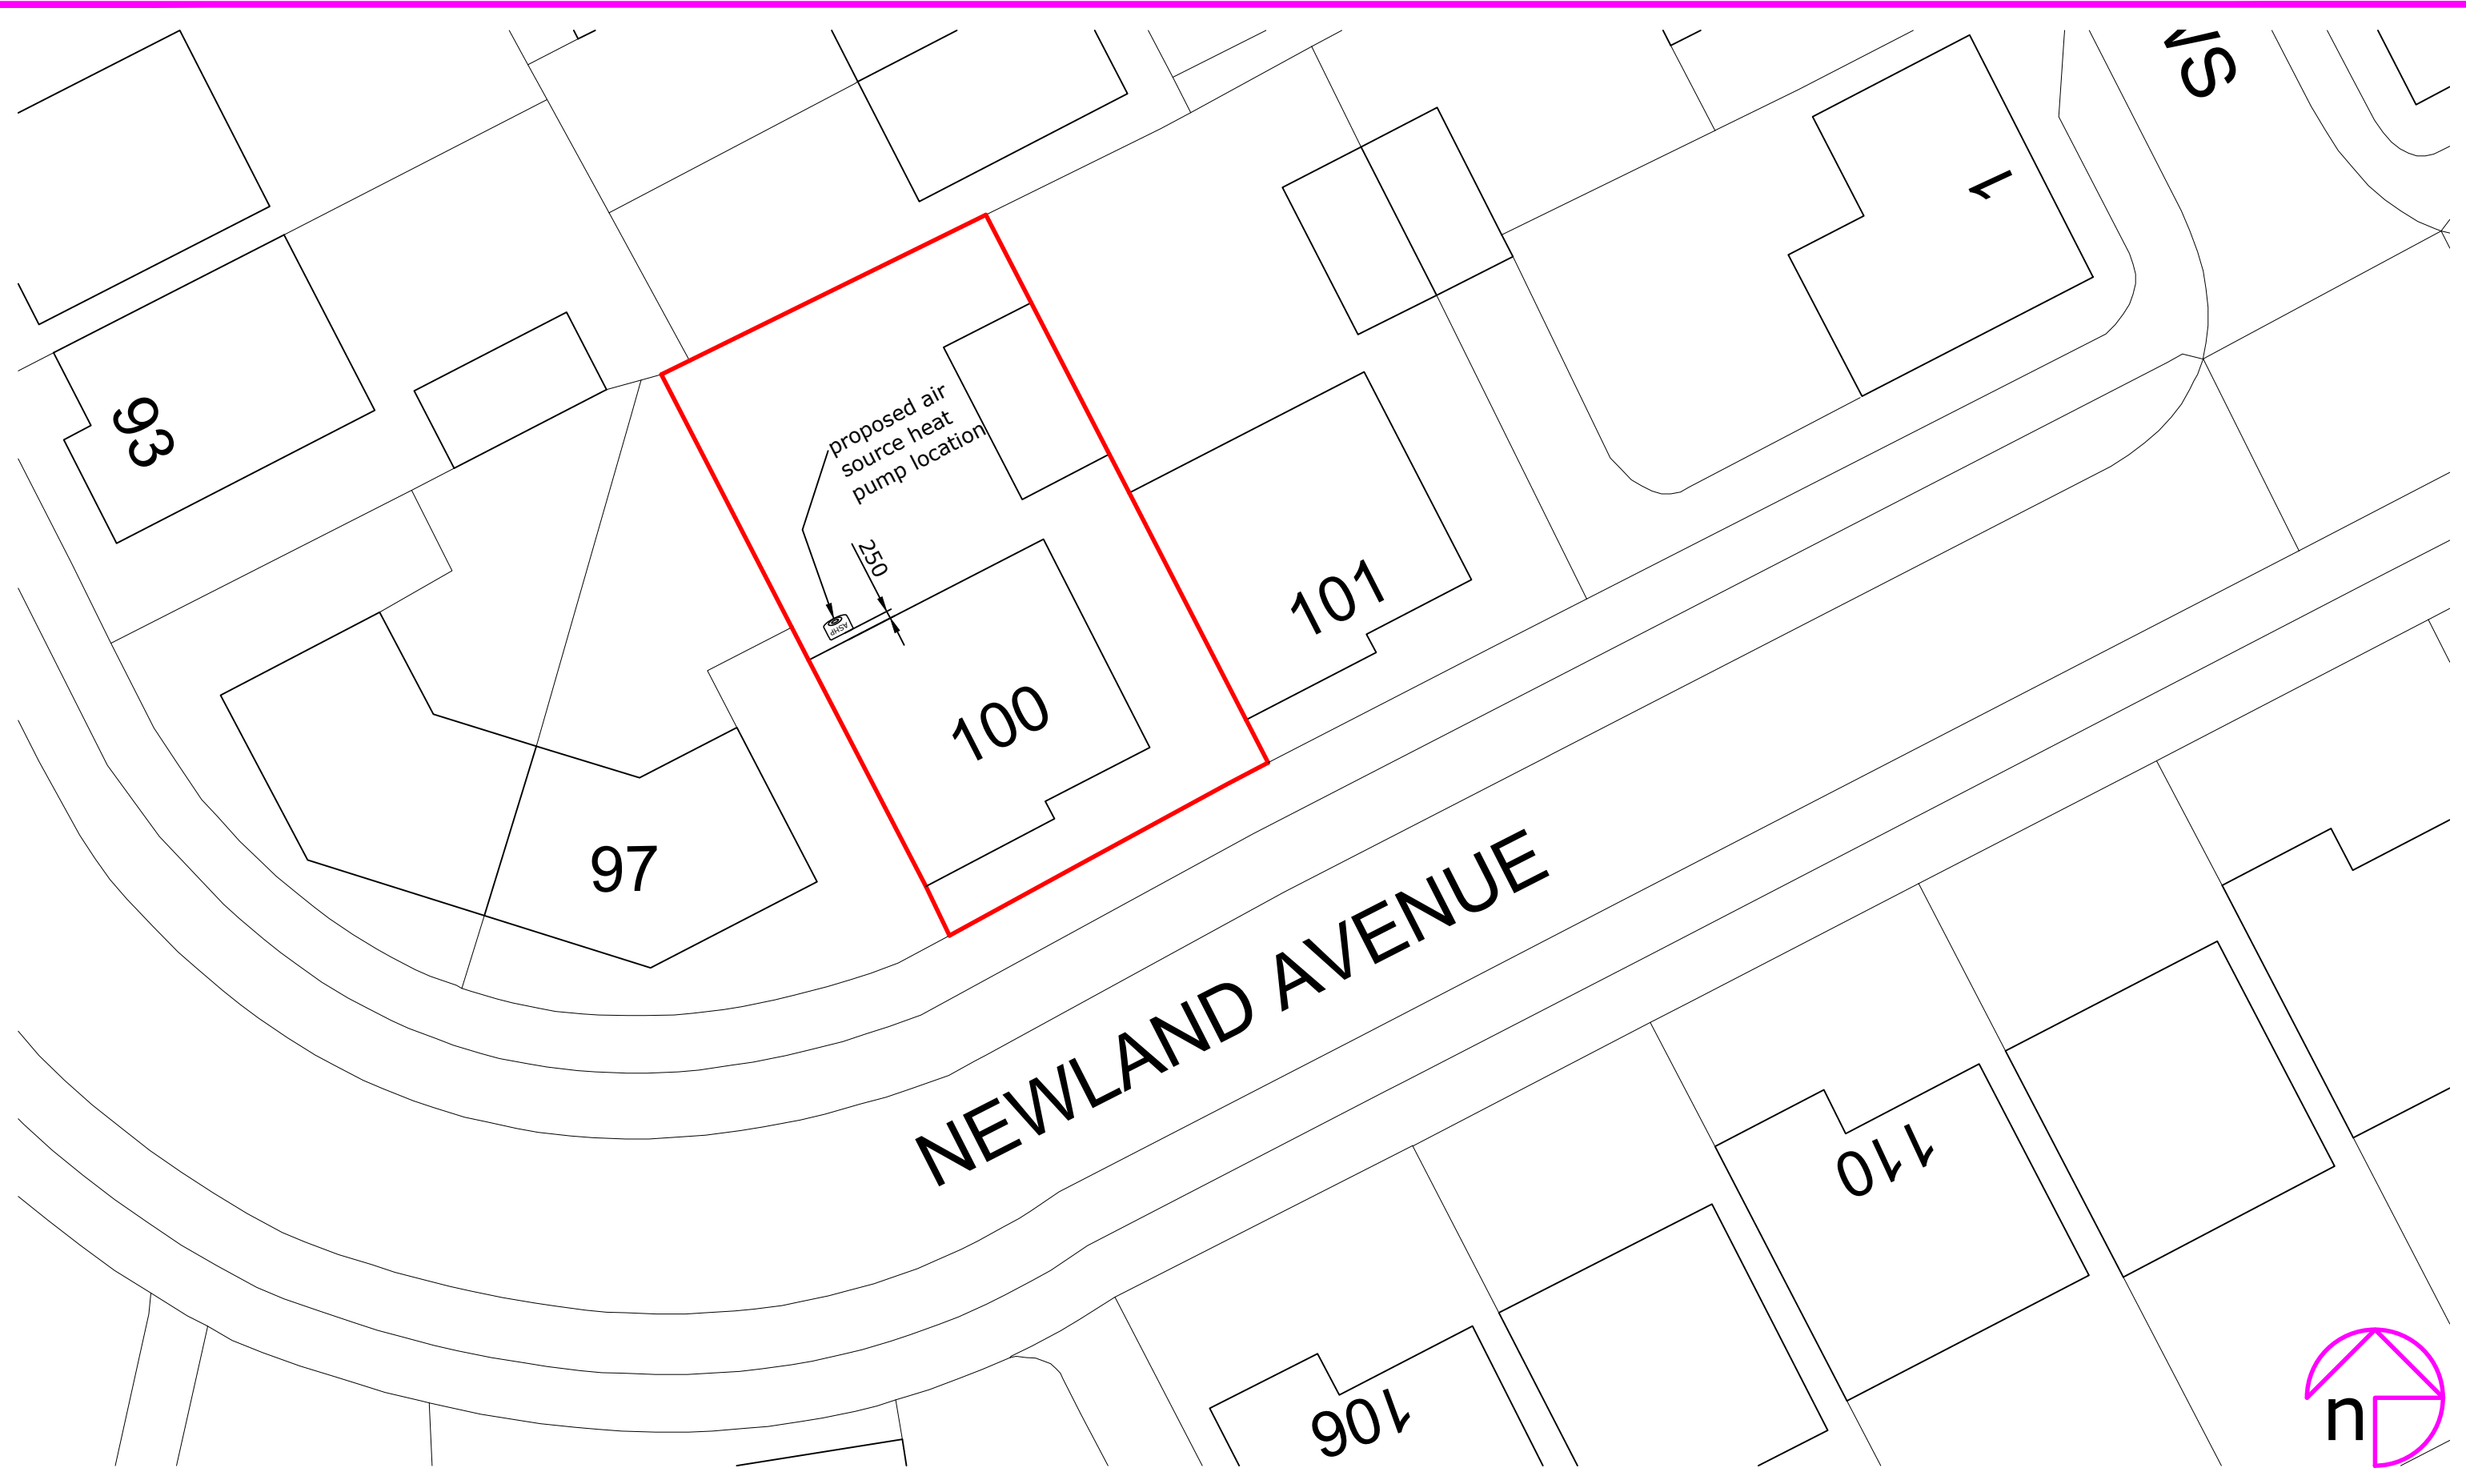 1
93
proposed air
source heat
pump location
250
ASHP
101
100
97
NEWLAND AVENUE
110
106
n